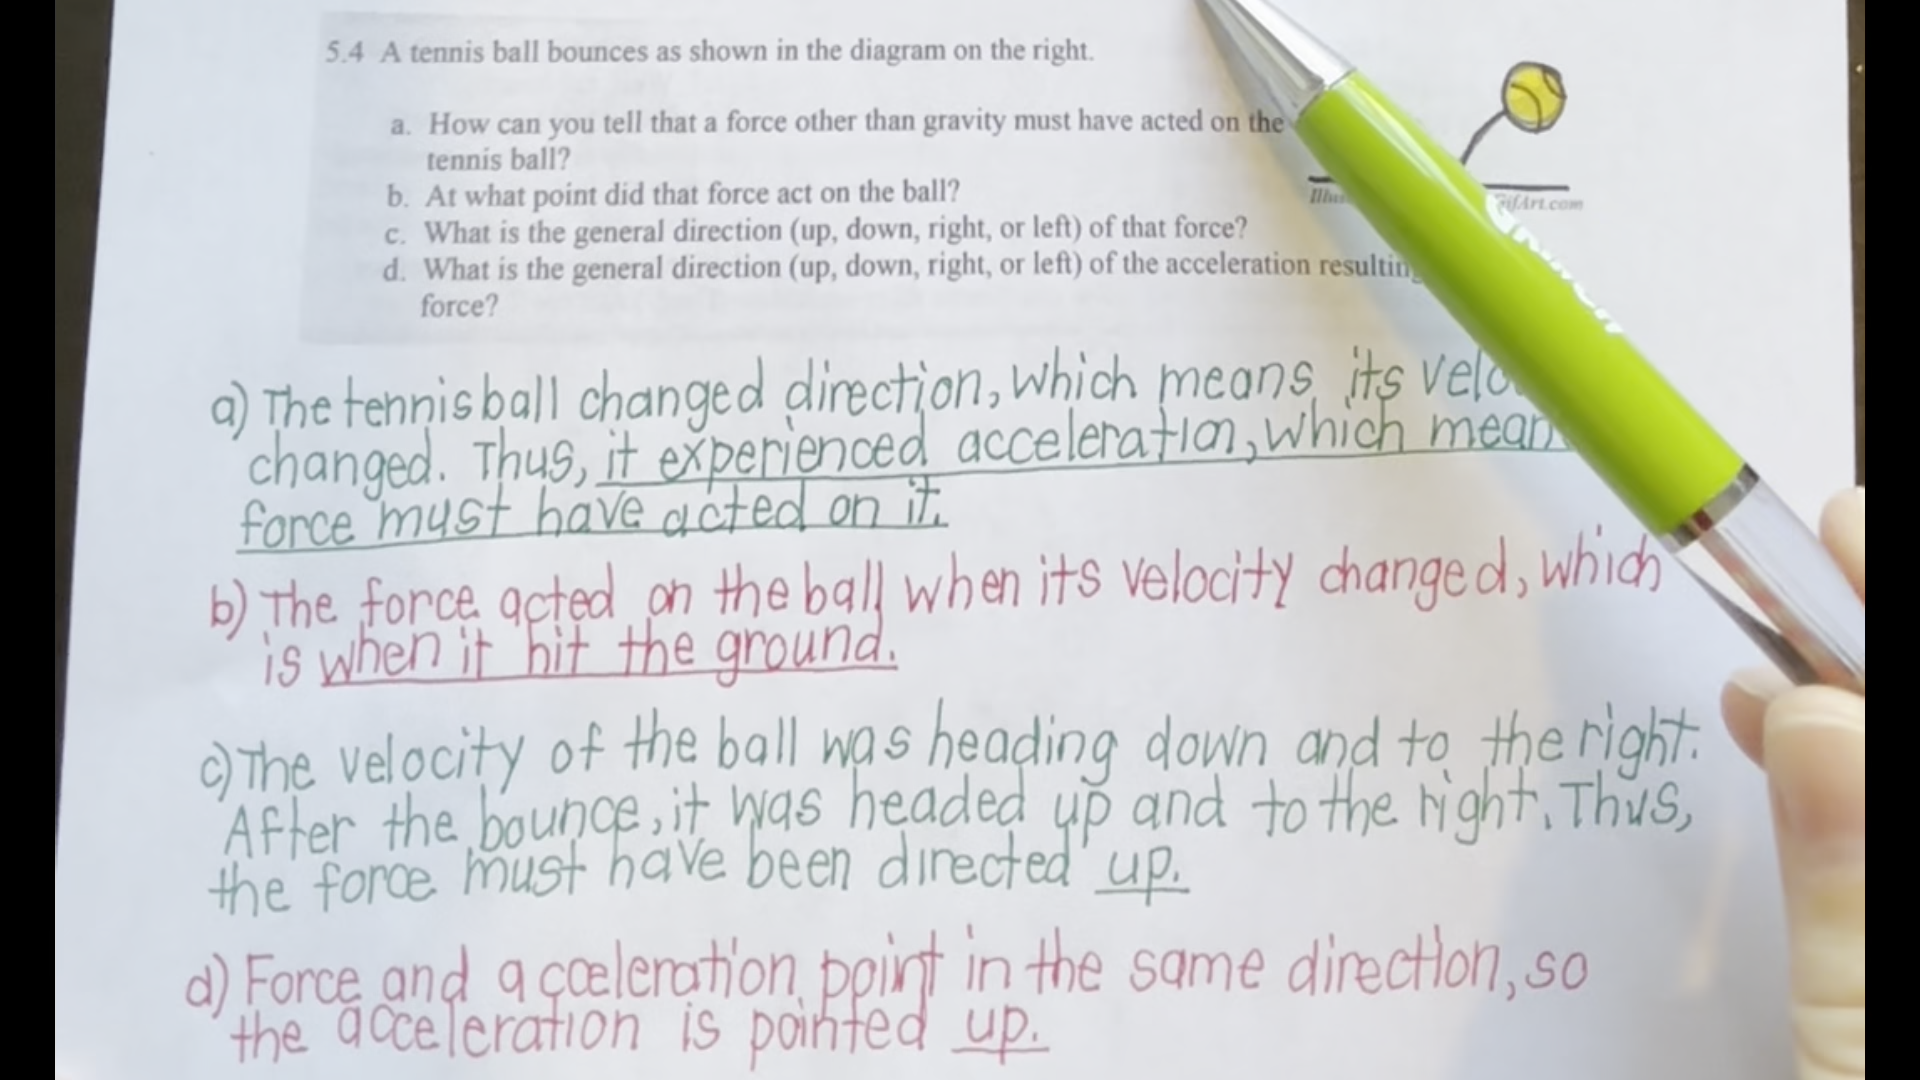 5.4 A tennis ball bounces as shown in the diagram on the right.
a. How can you tell that a force other than gravity must have acted on the
tennis ball?
b. At what point did that force act on the ball?
c. What is the general direction (up, down, right, or left) of that force?
d. What is the general direction (up, down, right, or left) of the acceleration
force?
a) The tennis ball changed direction, which means its
changed. Thus, it experienced acceleration, which
force must have acted on it.
b) The force acted on the ball when its velocity changed, which
is when it hit the ground.
c) The velocity of the ball was heading down and to the right.
After the bounce, it was headed up and to the right. Thus,
the force must have been directed up.
d) Force and acceleration point in the same direction, so
the acceleration is pointed up.